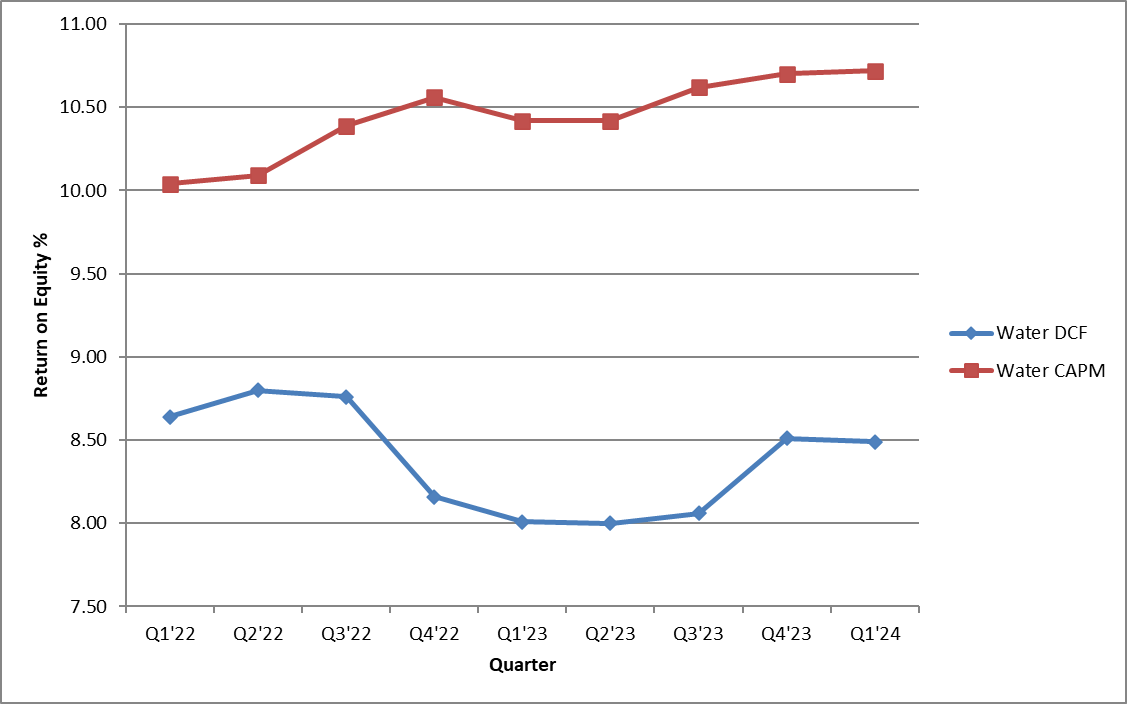 11.00
10.50
10.00
9.50
9.00
8.50
8.00
7.50
Return on Equity %
Q1'22 Q2'22 Q3'22 Q4'22 Q1'23 Q2'23 Q3'23 Q4'23 Q1'24
Quarter
Water DCF
Water CAPM